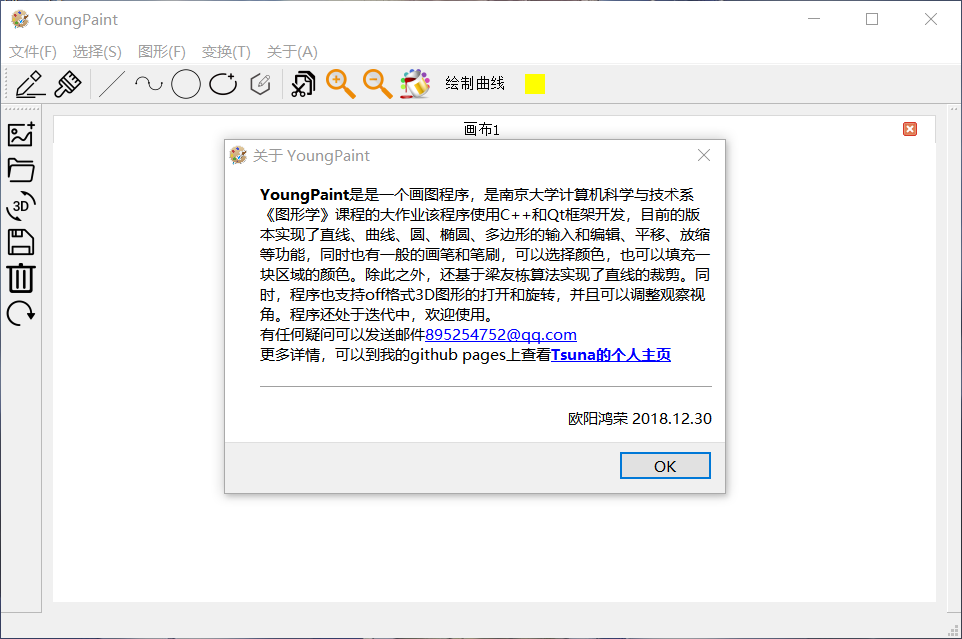 YoungPaint
文件(F) 选择(S) 图形(F) 变换(T) 关于(A)
绘制曲线
3D
画布1
关于 YoungPaint
YoungPaint是是一个画图程序，是南京大学计算机科学与技术系
《图形学》课程的大作业该程序使用C++和Qt框架开发，目前的版
本实现了直线、曲线、圆、椭圆、多边形的输入和编辑、平移、放缩
等功能，同时也有一般的画笔和笔刷，可以选择颜色，也可以填充一
块区域的颜色。除此之外，还基于梁友栋算法实现了直线的裁剪。同
时，程序也支持off格式3D图形的打开和旋转，并且可以调整观察视
角。程序还处于迭代中，欢迎使用。
有任何疑问可以发送邮件895254752@qq.com
更多详情，可以到我的github pages上查看Tsuna的个人主页
欧阳鸿荣 2018.12.30
OK